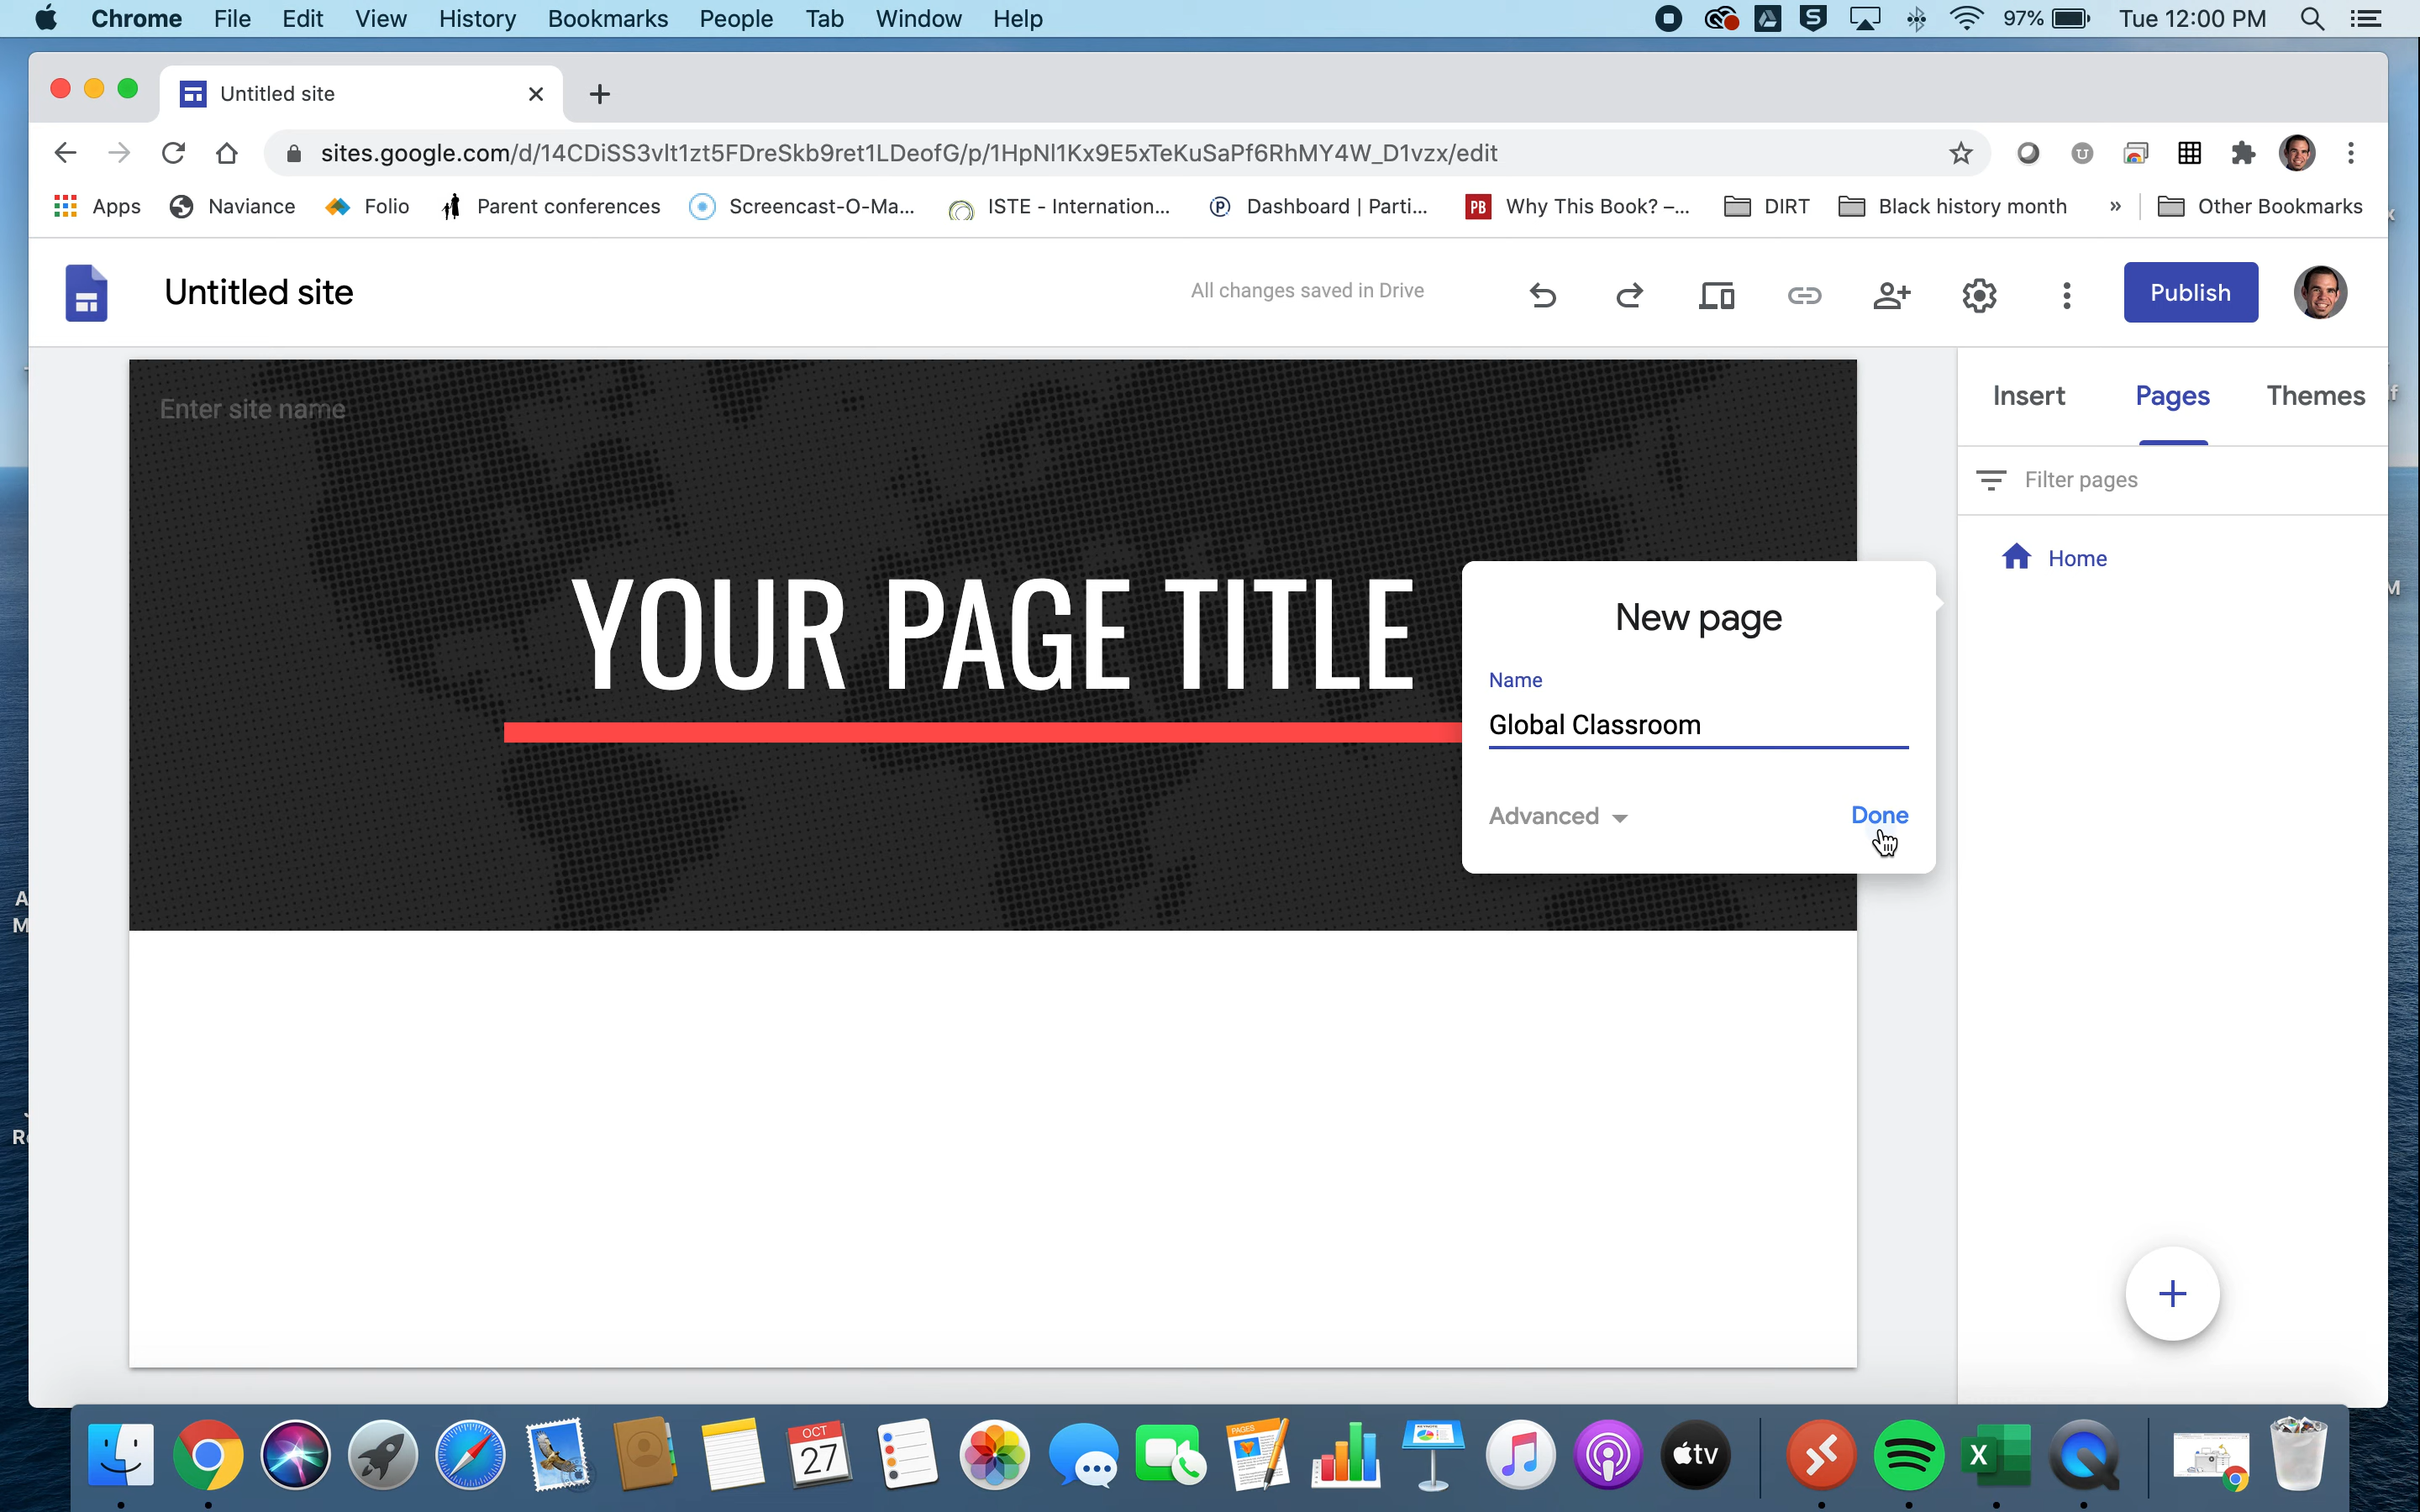 Chrome File Edit View History Bookmarks People Tab Window Help 97% Tue 12:00 PM
Untitled site
sites.google.com/d/14CDiSS3vlt1zt5FDreSkb9ret1LDeofG/p/1HpNl1Kx9E5xTeKuSaPf6RhMY4W_D1vzx/edit
Apps Naviance Folio Parent conferences Screencast-O-Ma... ISTE - Internation... Dashboard | Parti... PB Why This Book? –... DIRT Black history month » Other Bookmarks
Untitled site All changes saved in Drive Publish
Insert Pages Themes
Enter site name
Filter pages
Home
YOUR PAGE TITLE
New page
Name
Global Classroom
Advanced Done
OCT
27
PAGES
tv